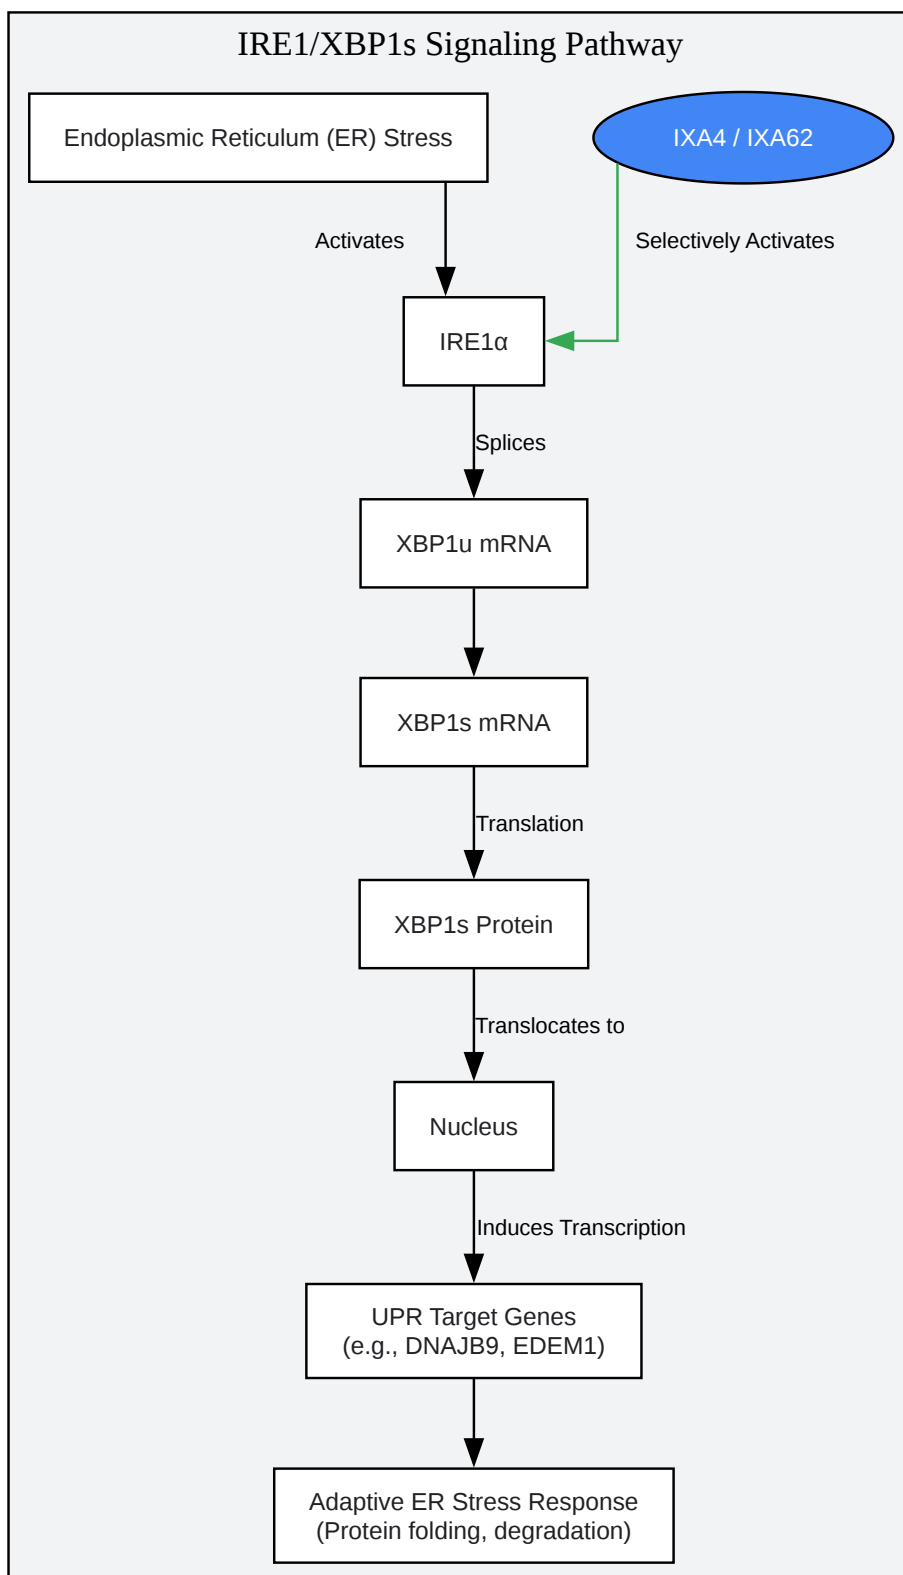 IRE1/XBP1s Signaling Pathway
Endoplasmic Reticulum (ER) Stress
IXA4 / IXA62
Activates
Selectively Activates
IRE1α
Splices
XBP1u mRNA
XBP1s mRNA
Translation
XBP1s Protein
Translocates to
Nucleus
Induces Transcription
UPR Target Genes
(e.g., DNAJB9, EDEM1)
Adaptive ER Stress Response
(Protein folding, degradation)